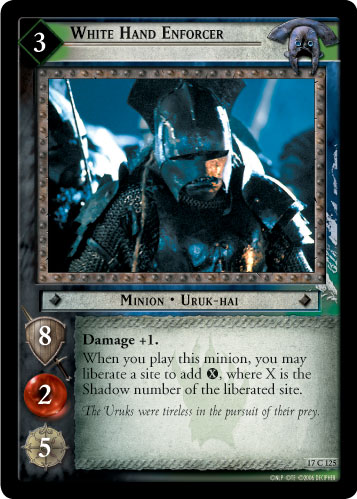 3
White Hand Enforcer
Minion • Uruk-hai
8
Damage +1.
When you play this minion, you may
liberate a site to add X, where X is the
Shadow number of the liberated site.
2
The Uruks were tireless in the pursuit of their prey.
5
17 C 125